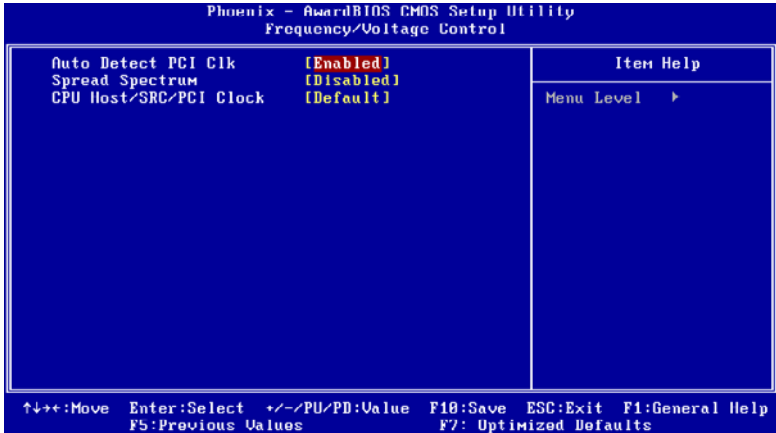 Phoenix - AwardBIOS CMOS Setup Utility
Frequency/Voltage Control
Auto Detect PCI Clk [Enabled]
Spread Spectrum [Disabled]
CPU Host/SRC/PCI Clock [Default]
Item Help
Menu Level ▸
↑↓→←:Move Enter:Select +/-/PU/PD:Value F10:Save ESC:Exit F1:General Help
F5:Previous Values F7: Optimized Defaults